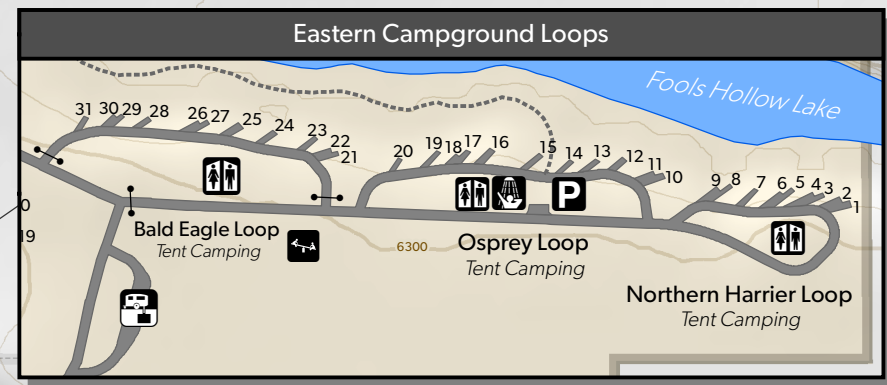 Eastern Campground Loops
Fools Hollow Lake
31 30 29 28 26 27 25 24 23 22 21
20 19 18 17 16 15 14 13 12 11 10
9 8 7 6 5 4 3 2 1
0
19
P
Bald Eagle Loop
Tent Camping
6300
Osprey Loop
Tent Camping
Northern Harrier Loop
Tent Camping